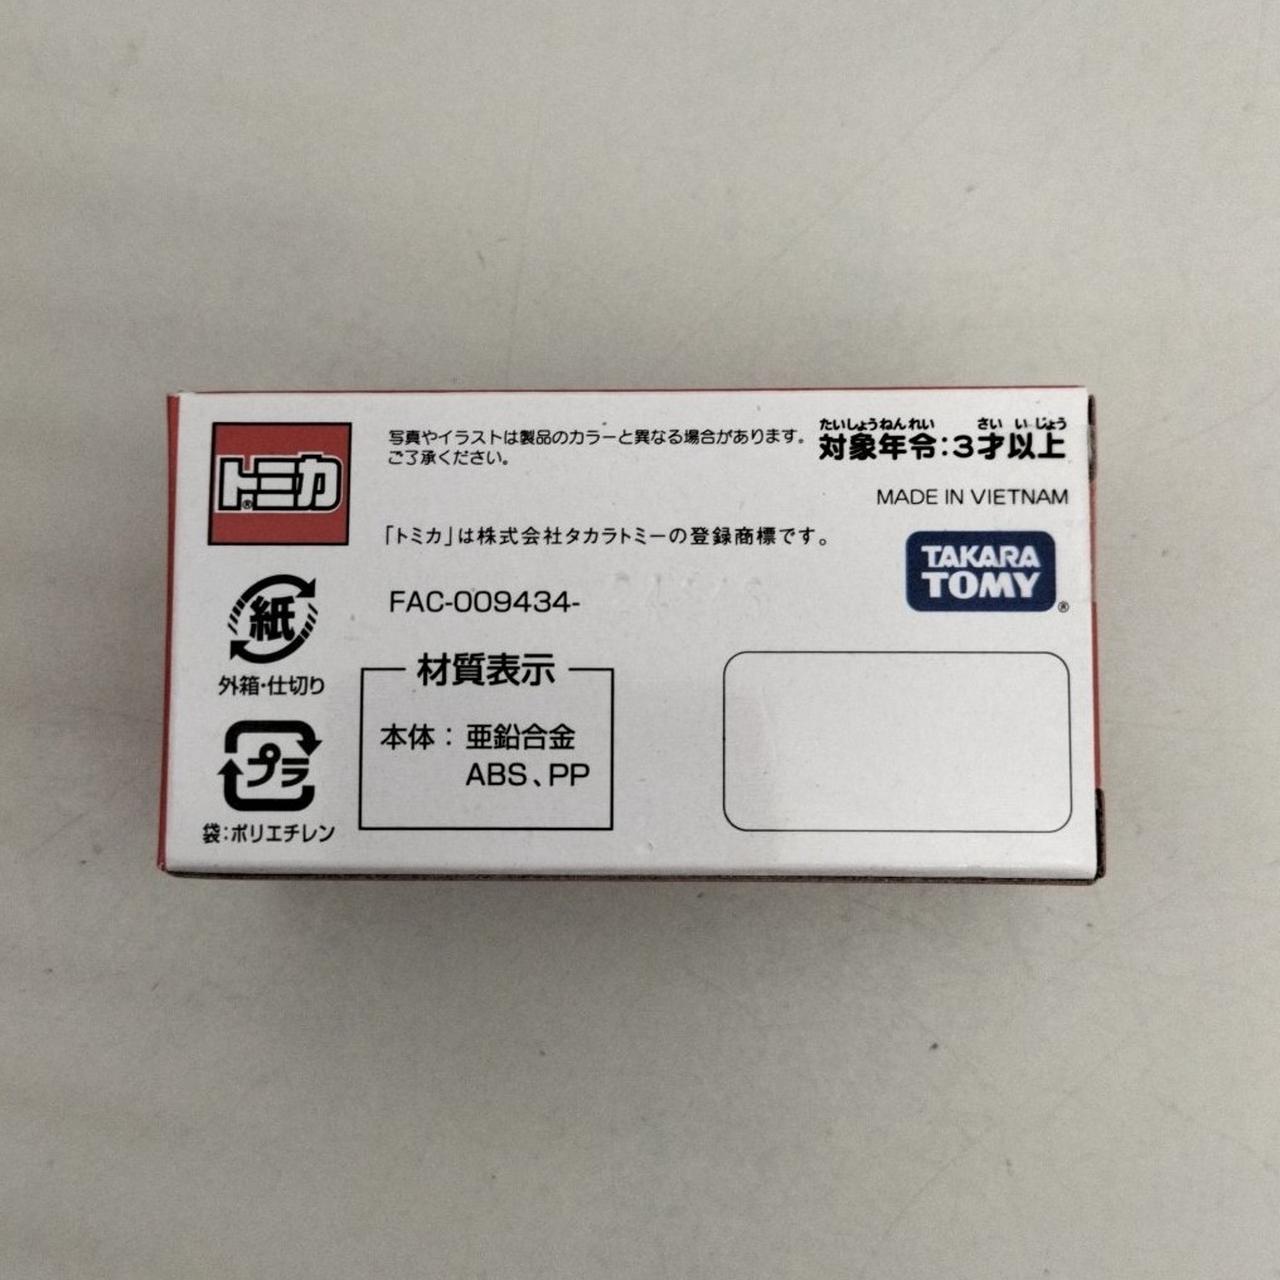 トミカ®
写真やイラストは製品のカラーと異なる場合があります。
ご了承ください。
たいしょうねんれい さい いじょう
対象年令:3才以上
MADE IN VIETNAM
「トミカ」は株式会社タカラトミーの登録商標です。
TAKARA
TOMY®
FAC-009434-
紙
外箱・仕切り
プラ
袋:ポリエチレン
材質表示
本体:亜鉛合金
ABS、PP